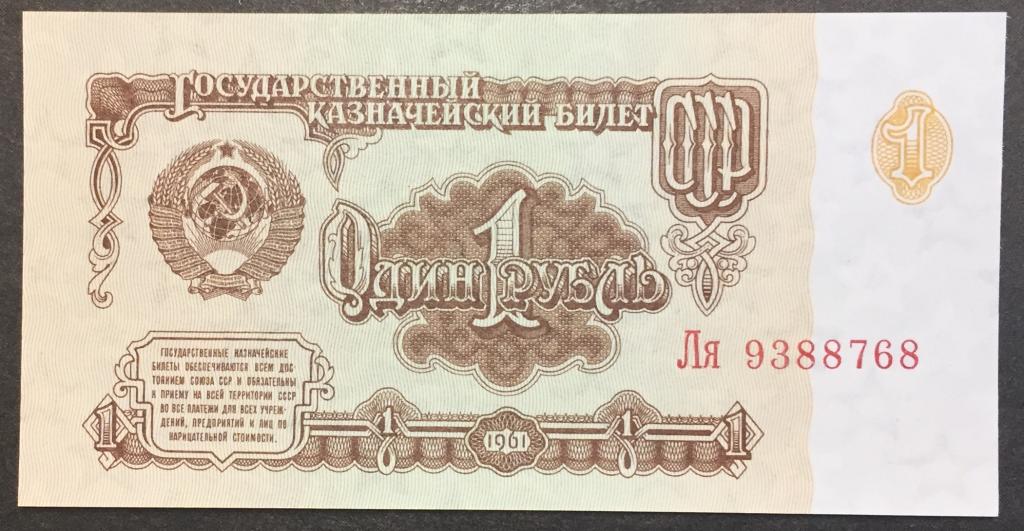 ГОСУДАРСТВЕННЫЙ
КАЗНАЧЕЙСКИЙ БИЛЕТ
СССР
1
1
ОДИН РУБЛЬ
Ля 9388768
ГОСУДАРСТВЕННЫЕ КАЗНАЧЕЙСКИЕ
БИЛЕТЫ ОБЕСПЕЧИВАЮТСЯ ВСЕМ ДОС-
ТОЯНИЕМ СОЮЗА ССР И ОБЯЗАТЕЛЬНЫ
К ПРИЕМУ НА ВСЕЙ ТЕРРИТОРИИ СССР
ВО ВСЕ ПЛАТЕЖИ ДЛЯ ВСЕХ УЧРЕЖ-
ДЕНИЙ, ПРЕДПРИЯТИЙ И ЛИЦ ПО
НАРИЦАТЕЛЬНОЙ СТОИМОСТИ.
1 1 1961 1 1